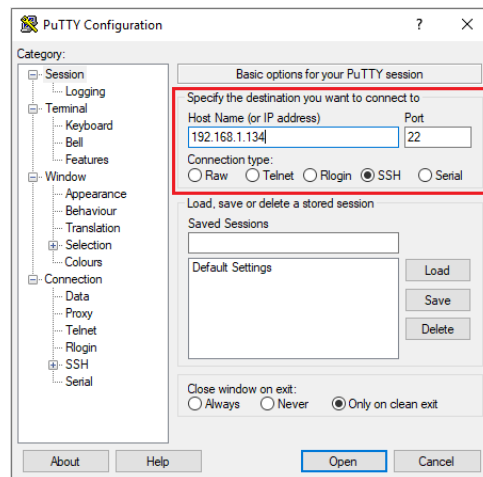 PuTTY Configuration
?
Category:
Session
Logging
Terminal
Keyboard
Bell
Features
Window
Appearance
Behaviour
Translation
Selection
Colours
Connection
Data
Proxy
Telnet
Rlogin
SSH
Serial
Basic options for your PuTTY session
Specify the destination you want to connect to
Host Name (or IP address) Port
192.168.1.134 22
Connection type:
Raw Telnet Rlogin SSH Serial
Load, save or delete a stored session
Saved Sessions
Default Settings
Load
Save
Delete
Close window on exit:
Always Never Only on clean exit
About Help Open Cancel